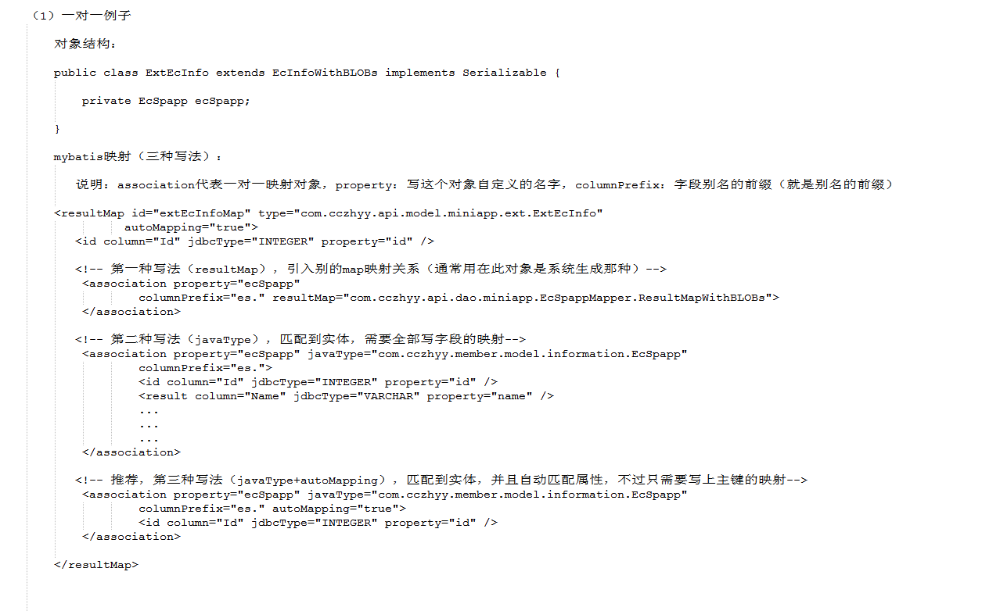 （1）一对一例子
对象结构：
public class ExtEcInfo extends EcInfoWithBLOBs implements Serializable {
private EcSpapp ecSpapp;
}
mybatis映射（三种写法）：
说明：association代表一对一映射对象，property：写这个对象自定义的名字，columnPrefix：字段别名的前缀（就是别名的前缀）
<resultMap id="extEcInfoMap" type="com.cczhyy.api.model.miniapp.ext.ExtEcInfo"
autoMapping="true">
<id column="Id" jdbcType="INTEGER" property="id" />
<!-- 第一种写法（resultMap），引入别的map映射关系（通常用在此对象是系统生成那种）-->
<association property="ecSpapp"
columnPrefix="es." resultMap="com.cczhyy.api.dao.miniapp.EcSpappMapper.ResultMapWithBLOBs">
</association>
<!-- 第二种写法（javaType），匹配到实体，需要全部写字段的映射-->
<association property="ecSpapp" javaType="com.cczhyy.member.model.information.EcSpapp"
columnPrefix="es.">
<id column="Id" jdbcType="INTEGER" property="id" />
<result column="Name" jdbcType="VARCHAR" property="name" />
...
...
...
</association>
<!-- 推荐，第三种写法（javaType+autoMapping），匹配到实体，并且自动匹配属性，不过只需要写上主键的映射-->
<association property="ecSpapp" javaType="com.cczhyy.member.model.information.EcSpapp"
columnPrefix="es." autoMapping="true">
<id column="Id" jdbcType="INTEGER" property="id" />
</association>
</resultMap>